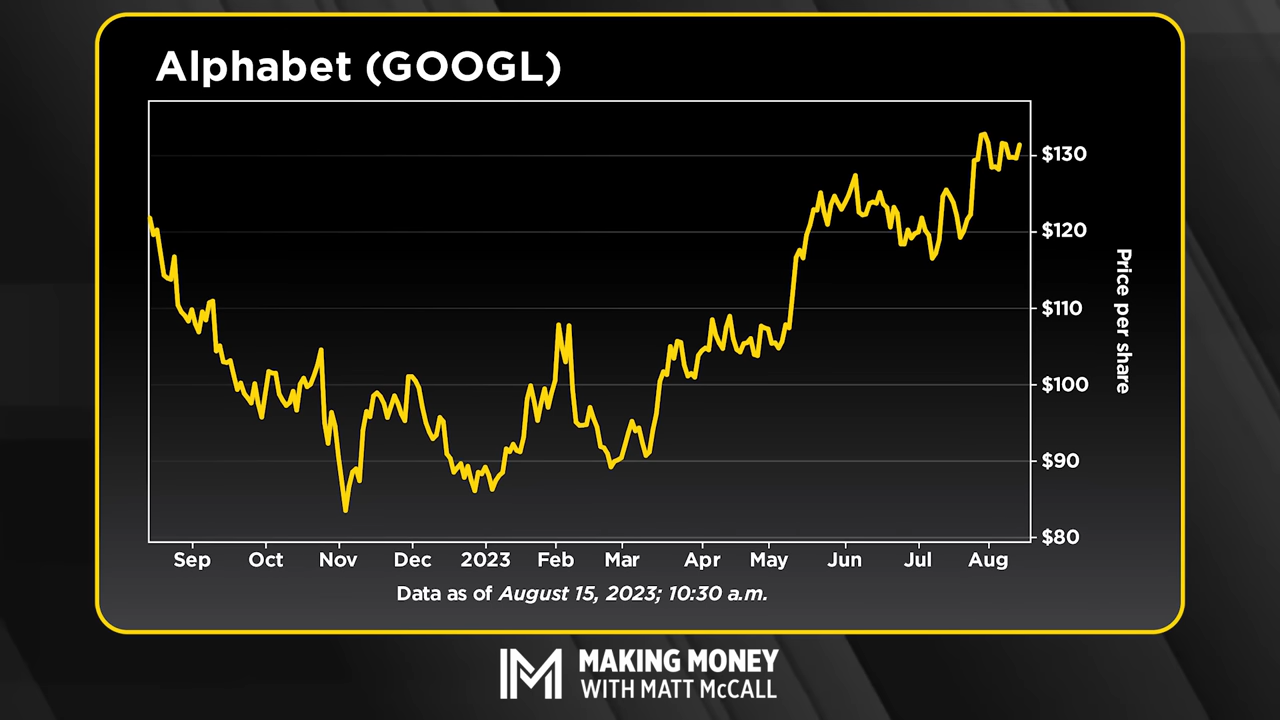 Alphabet (GOOGL)
$130
$120
$110
$100
$90
$80
Price per share
Sep Oct Nov Dec 2023 Feb Mar Apr May Jun Jul Aug
Data as of August 15, 2023; 10:30 a.m.
MAKING MONEY
WITH MATT McCALL